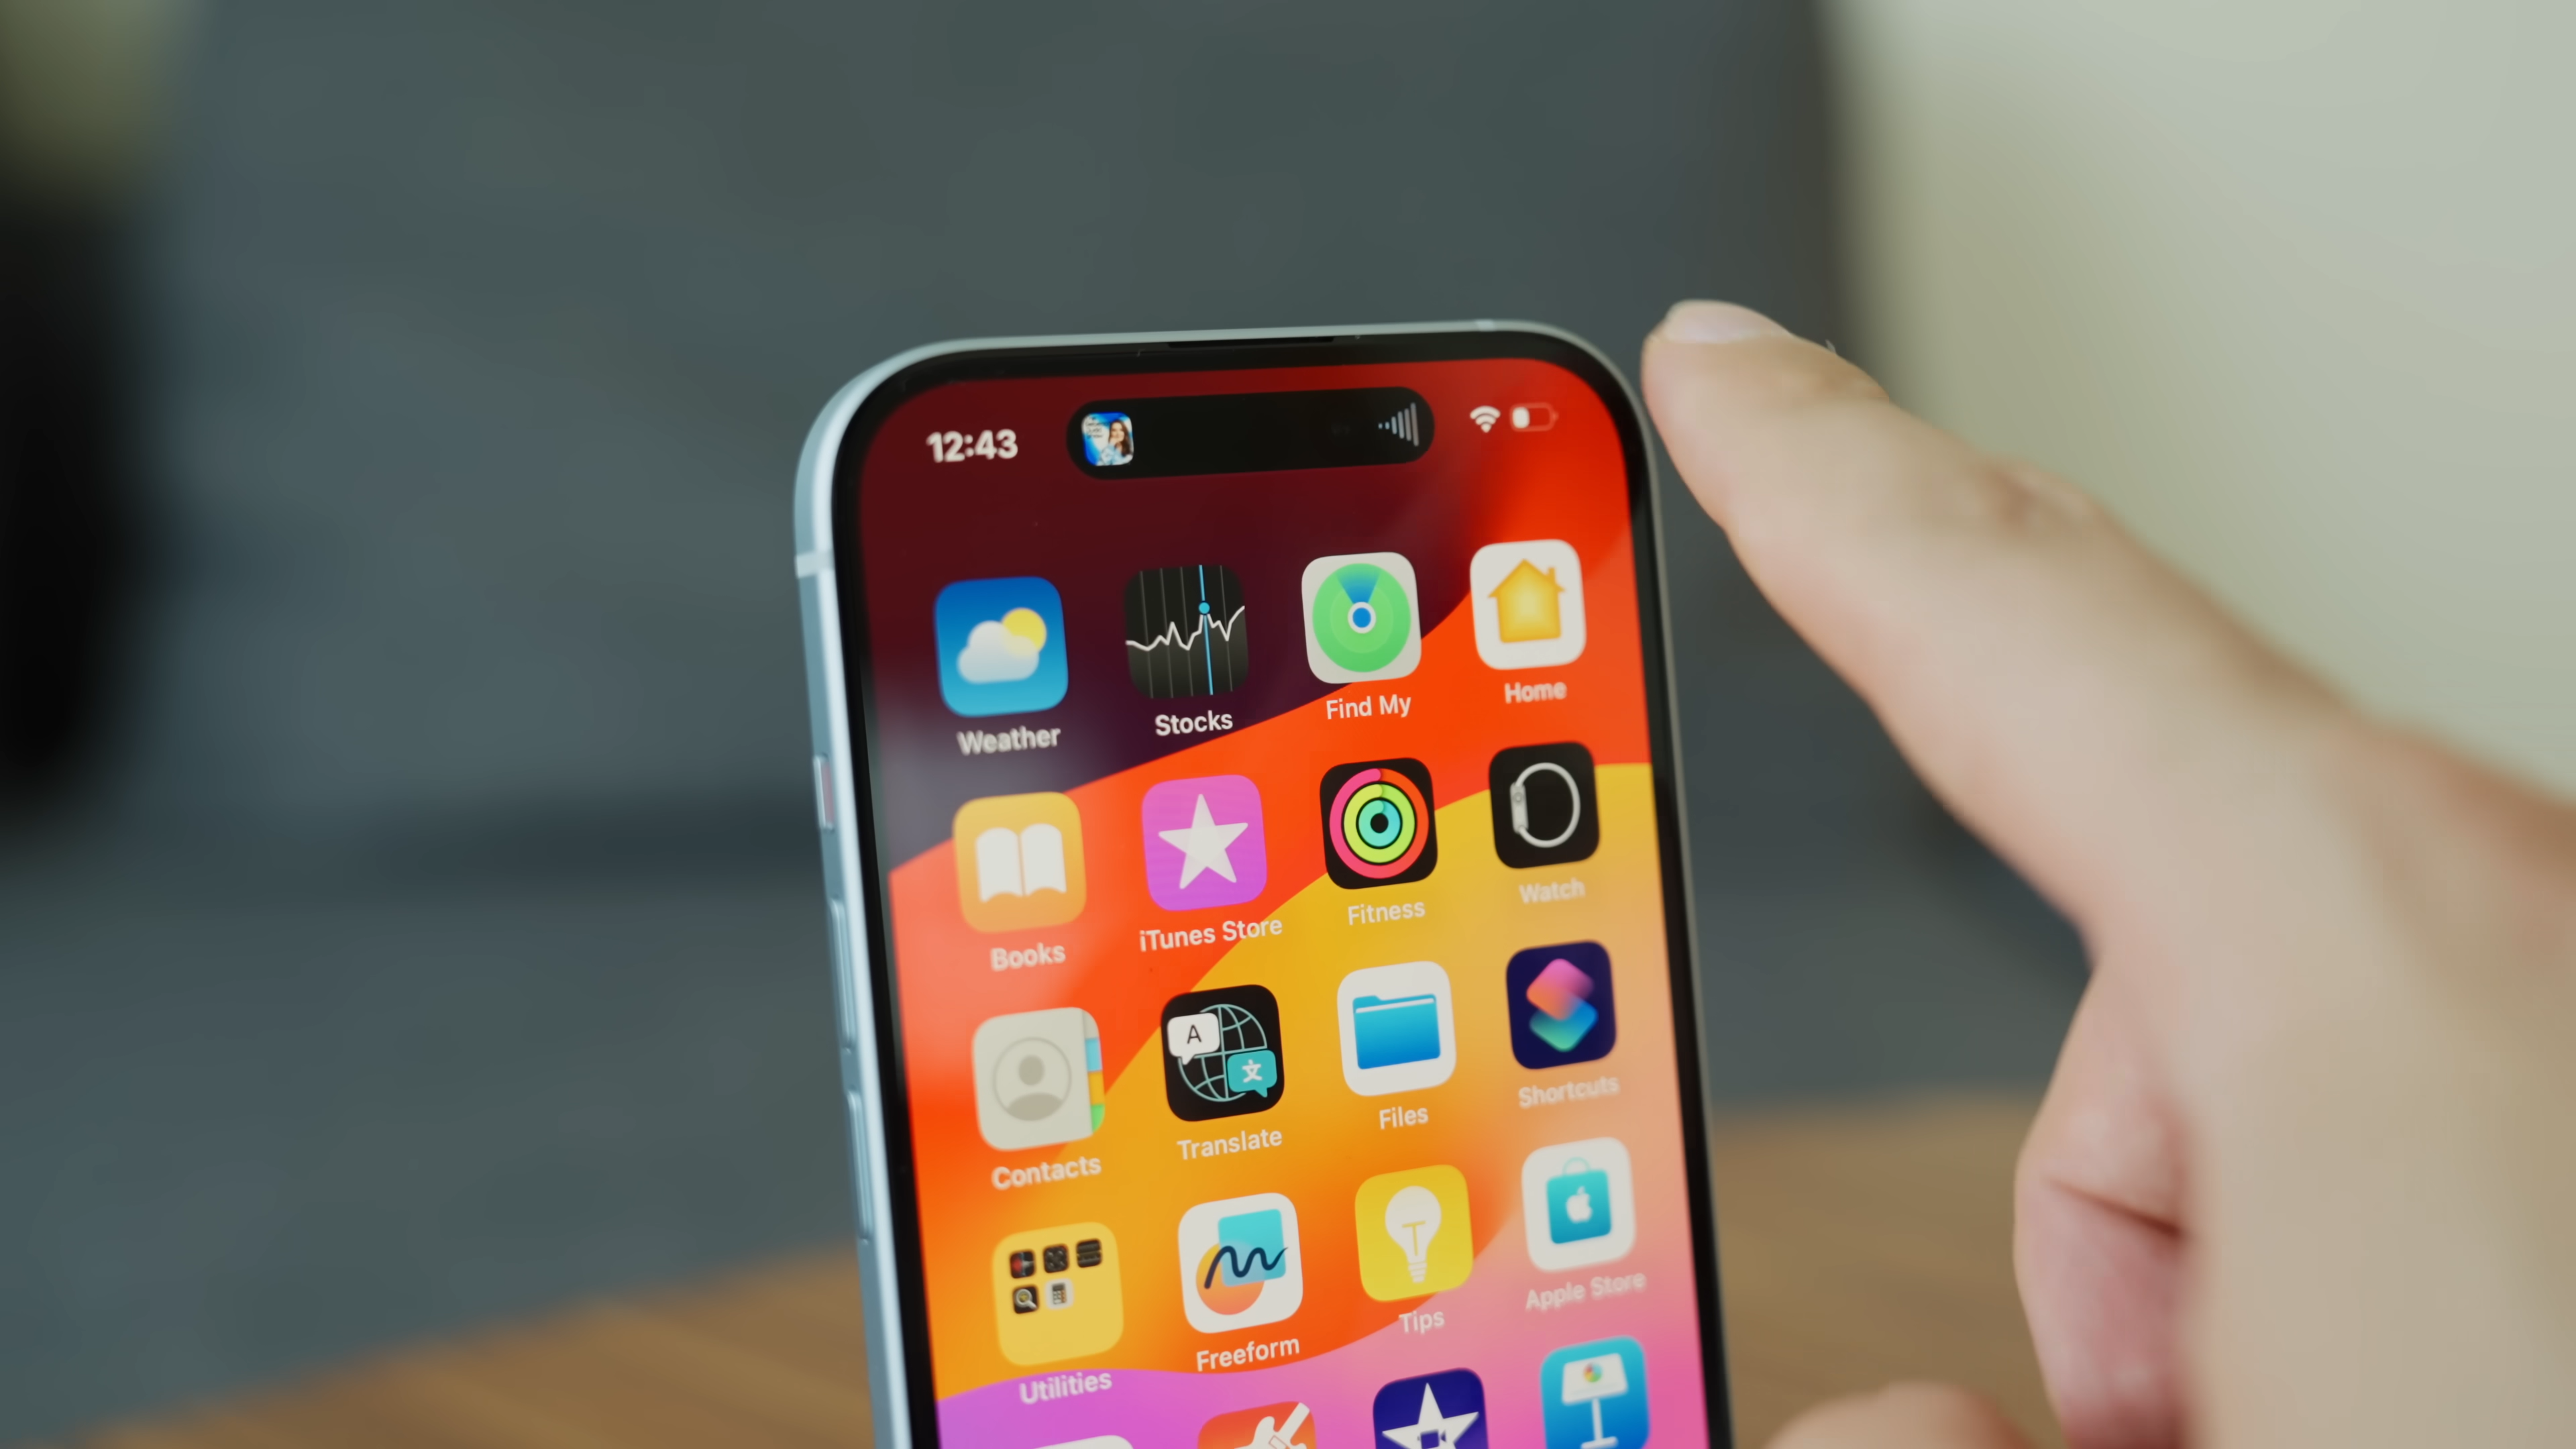 12:43
Weather
Stocks
Find My
Home
Books
iTunes Store
Fitness
Watch
Contacts
A
文
Translate
Files
Shortcuts
Utilities
Freeform
Tips
Apple Store